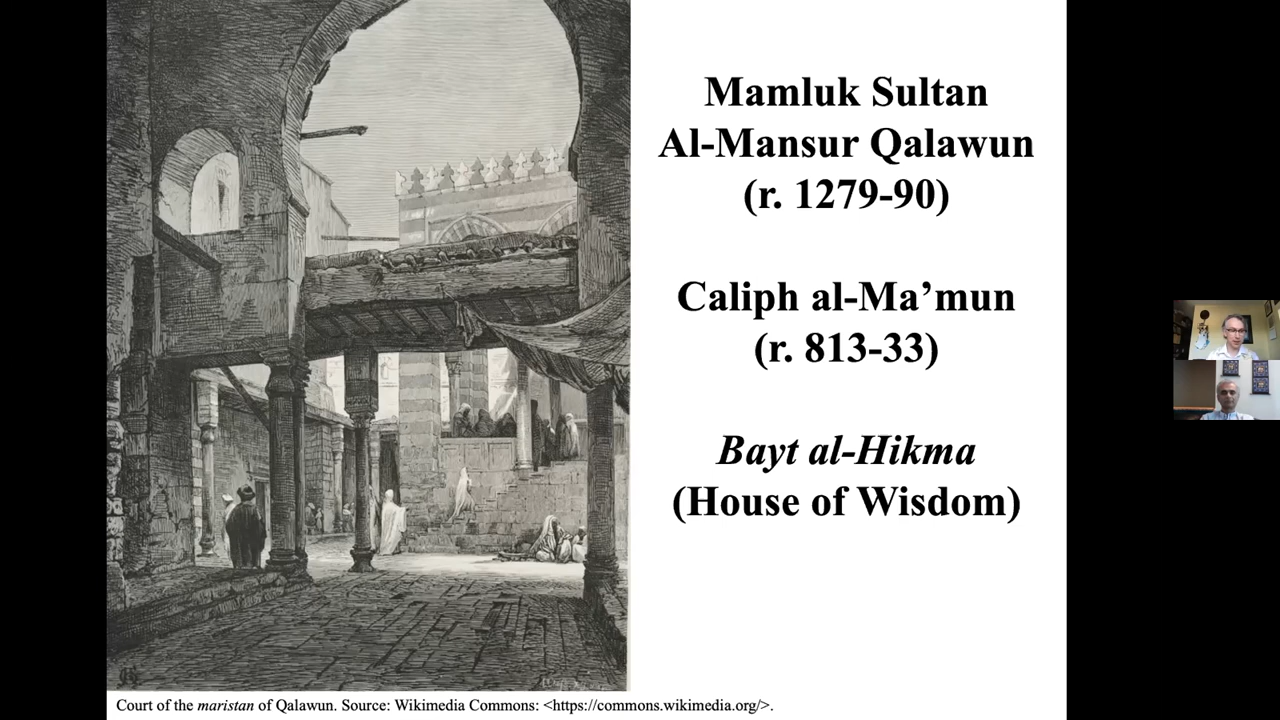 Mamluk Sultan
Al-Mansur Qalawun
(r. 1279-90)
Caliph al-Ma’mun
(r. 813-33)
Bayt al-Hikma
(House of Wisdom)
Court of the maristan of Qalawun. Source: Wikimedia Commons: <https://commons.wikimedia.org/>.